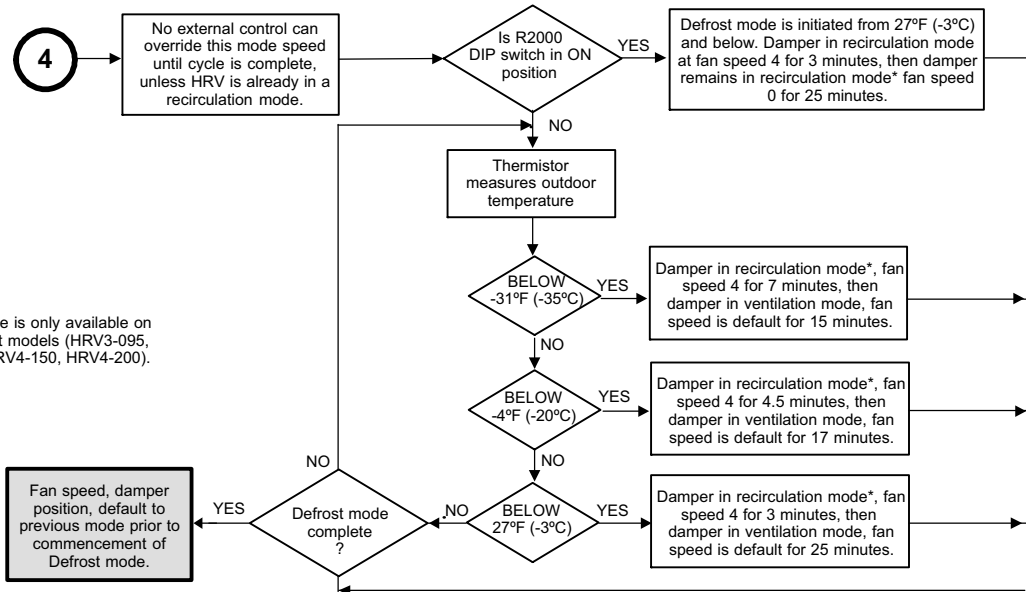 4
No external control can
override this mode speed
until cycle is complete,
unless HRV is already in a
recirculation mode.
Is R2000
DIP switch in ON
position
YES
Defrost mode is initiated from 27ºF (-3ºC)
and below. Damper in recirculation mode
at fan speed 4 for 3 minutes, then damper
remains in recirculation mode* fan speed
0 for 25 minutes.
NO
Thermistor
measures outdoor
temperature
BELOW
-31ºF (-35ºC)
YES
Damper in recirculation mode*, fan
speed 4 for 7 minutes, then
damper in ventilation mode, fan
speed is default for 15 minutes.
e is only available on
t models (HRV3-095,
RV4-150, HRV4-200).
NO
BELOW
-4ºF (-20ºC)
YES
Damper in recirculation mode*, fan
speed 4 for 4.5 minutes, then
damper in ventilation mode, fan
speed is default for 17 minutes.
NO
BELOW
27ºF (-3ºC)
YES
Damper in recirculation mode*, fan
speed 4 for 3 minutes, then
damper in ventilation mode, fan
speed is default for 25 minutes.
NO
Defrost mode
complete
?
NO
YES
Fan speed, damper
position, default to
previous mode prior to
commencement of
Defrost mode.